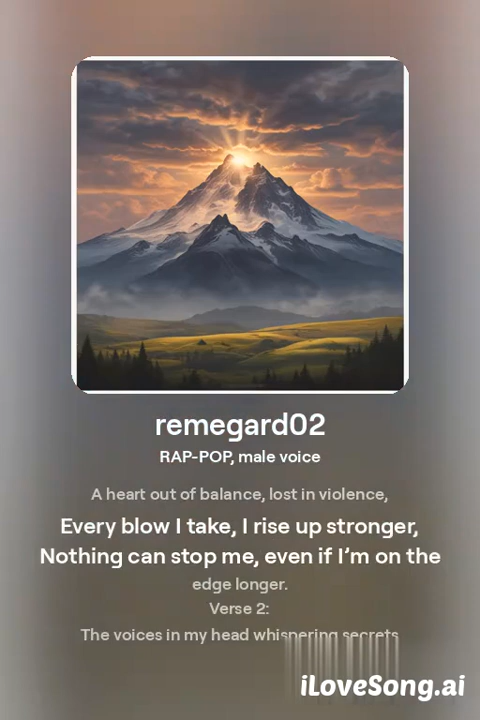 remegard02
RAP-POP, male voice
A heart out of balance, lost in violence,
Every blow I take, I rise up stronger,
Nothing can stop me, even if I’m on the
edge longer.
Verse 2:
The voices in my head whispering secrets
iLoveSong.ai